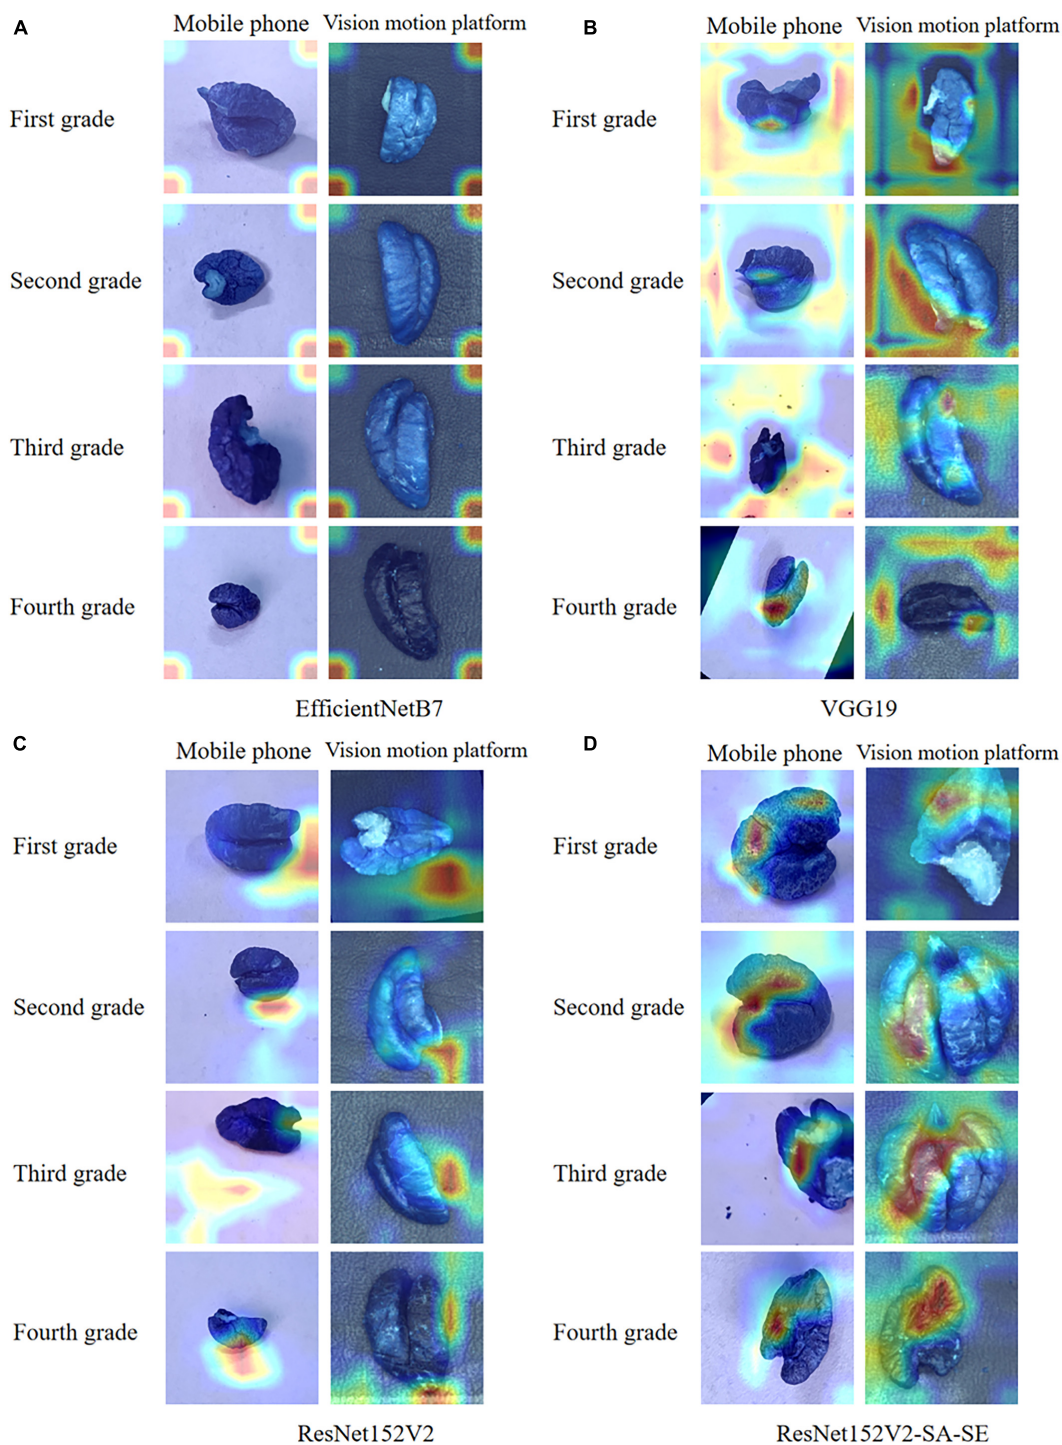 A
Mobile phone Vision motion platform
First grade
Second grade
Third grade
Fourth grade
EfficientNetB7
B
Mobile phone Vision motion platform
First grade
Second grade
Third grade
Fourth grade
VGG19
C
Mobile phone Vision motion platform
First grade
Second grade
Third grade
Fourth grade
ResNet152V2
D
Mobile phone Vision motion platform
First grade
Second grade
Third grade
Fourth grade
ResNet152V2-SA-SE